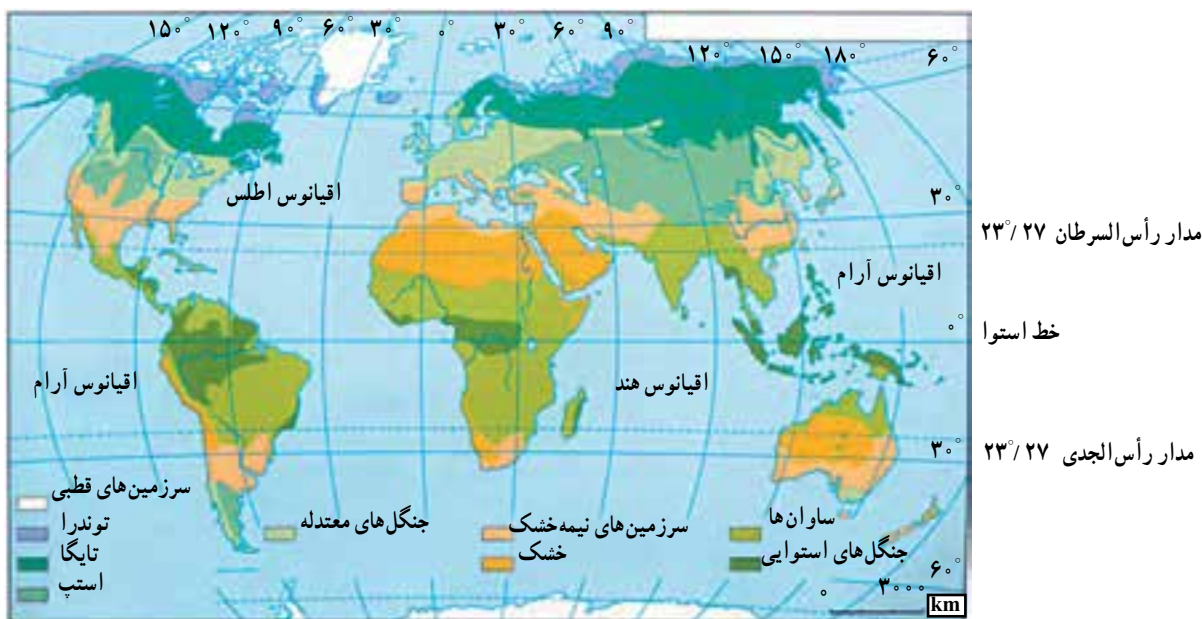 ۱۵۰° ۱۲۰° ۹۰° ۶۰° ۳۰° ۰° ۳۰° ۶۰° ۹۰°
۱۲۰° ۱۵۰° ۱۸۰° ۶۰°
اقیانوس اطلس
۳۰°
مدار رأس‌السرطان ۲۷ /°۲۳
اقیانوس آرام
۰°
خط استوا
اقیانوس آرام
اقیانوس هند
۳۰°
مدار رأس‌الجدی ۲۷ /°۲۳
سرزمین‌های قطبی
توندرا
تایگا
استپ
جنگل‌های معتدله
سرزمین‌های نیمه‌خشک
خشک
ساوان‌ها
جنگل‌های استوایی
۶۰°
۰ ۳۰۰۰
km